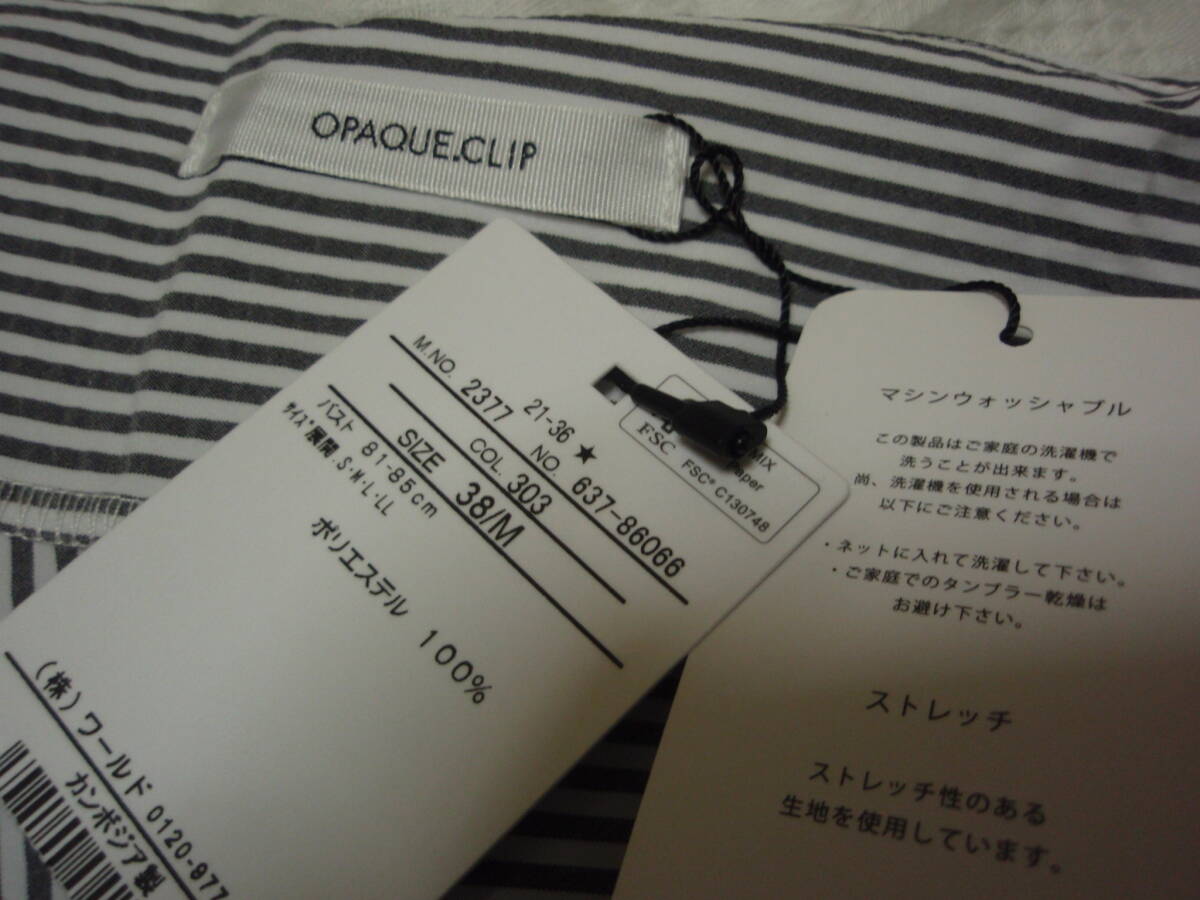 OPAQUE.CLIP
M.NO. 2377
21-36 ★
NO. 637-86066
COL. 303
SIZE 38/M
バスト 81-85cm
サイズ展開.S・M・L・LL
ポリエステル 100%
(株)ワールド 0120-977
カンボジア製
MIX
FSC
FSC® C130748
マシンウォッシャブル
この製品はご家庭の洗濯機で
洗うことが出来ます。
尚、洗濯機を使用される場合は
以下にご注意ください。
・ネットに入れて洗濯して下さい。
・ご家庭でのタンブラー乾燥は
お避け下さい。
ストレッチ
ストレッチ性のある
生地を使用しています。